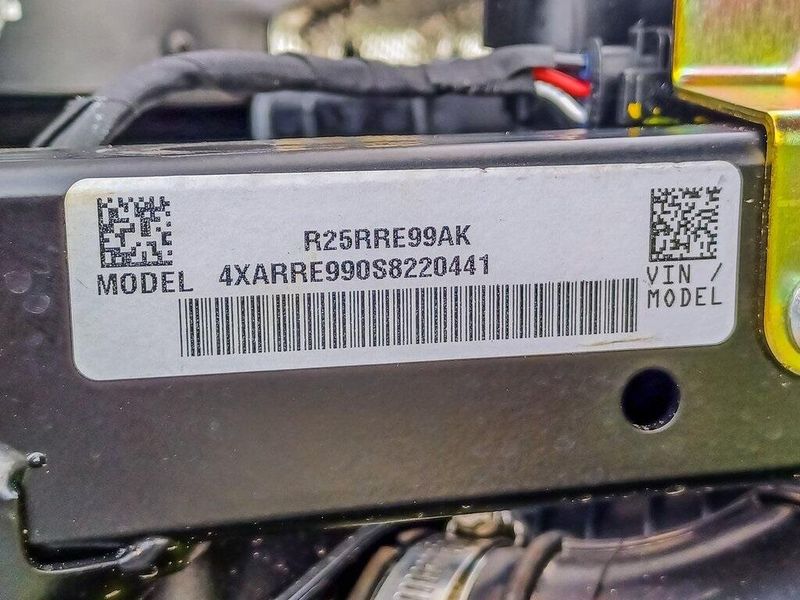 R25RRE99AK
MODEL 4XARRE990S8220441
VIN /
MODEL